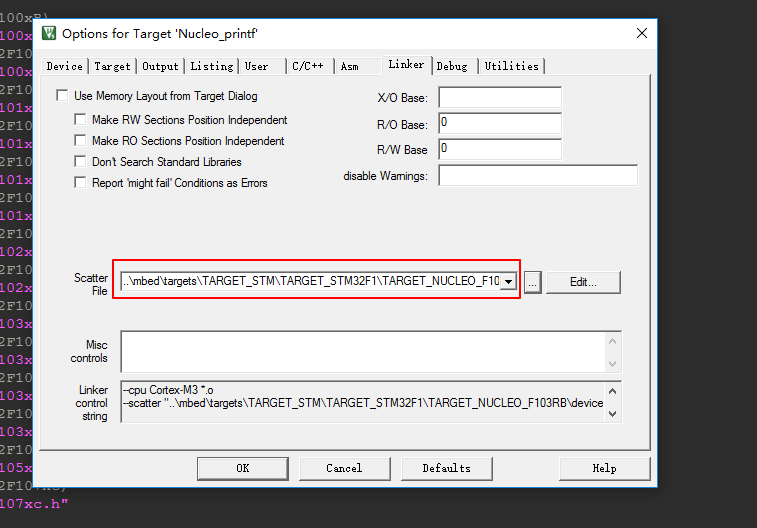 100xB)
Options for Target 'Nucleo_printf'
100x
2F10
Device Target Output Listing User C/C++ Asm Linker Debug Utilities
100x
2F10
Use Memory Layout from Target Dialog
X/O Base:
101x
Make RW Sections Position Independent
R/O Base: 0
2F10
101x
Make RO Sections Position Independent
R/W Base 0
2F10
Don't Search Standard Libraries
101x
Report 'might fail' Conditions as Errors
disable Warnings:
2F10
101x
2F10
102x
2F10
102x
Scatter File
..\mbed\targets\TARGET_STM\TARGET_STM32F1\TARGET_NUCLEO_F10
...
Edit...
2F10
103x
2F10
103x
Misc controls
2F10
103x
Linker control string
--cpu Cortex-M3 *.o
--scatter "..\mbed\targets\TARGET_STM\TARGET_STM32F1\TARGET_NUCLEO_F103RB\device
2F10
103x
2F10
105x
OK Cancel Defaults Help
107xc.h"